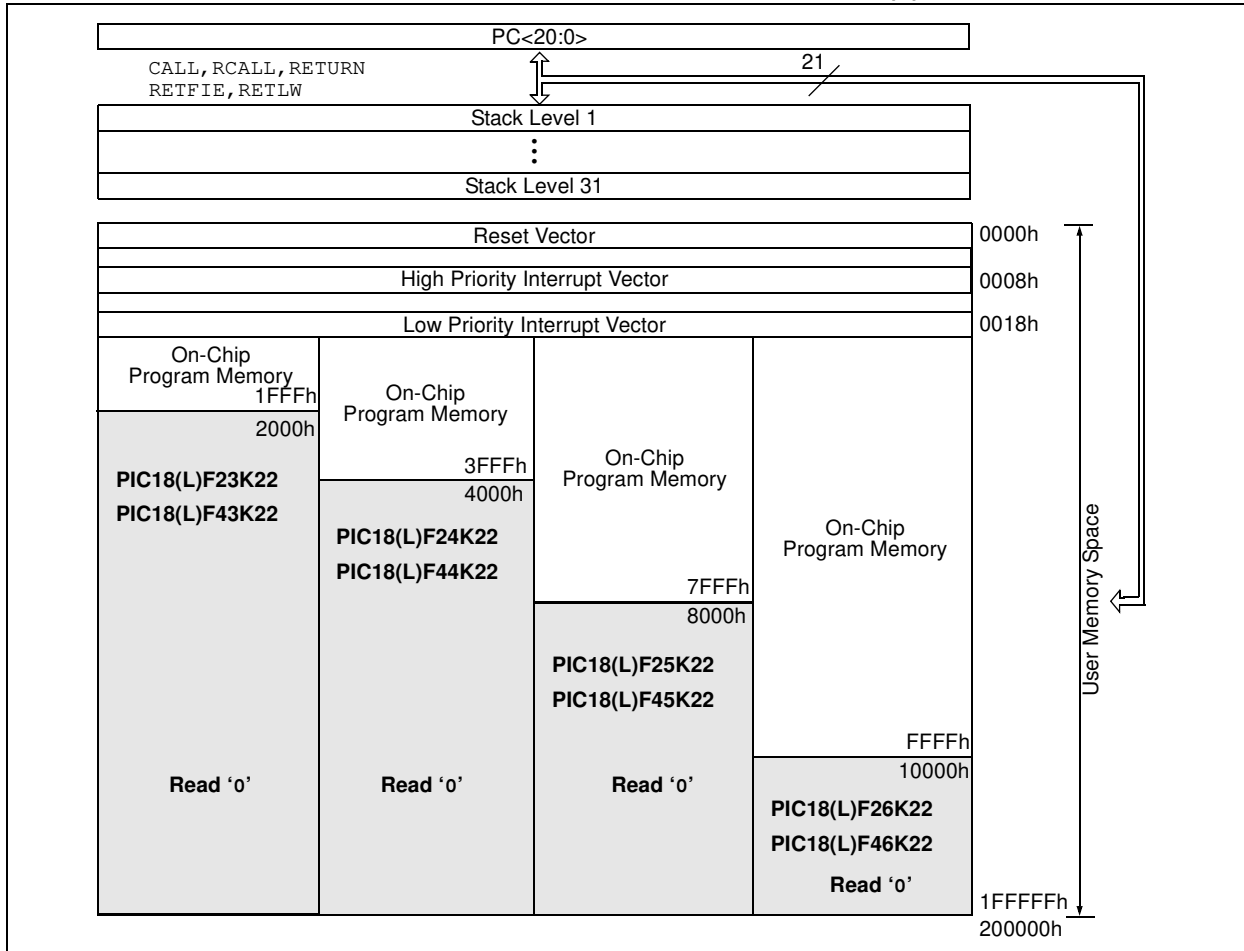 PC<20:0>
CALL,RCALL,RETURN
RETFIE,RETLW
21
Stack Level 1
Stack Level 31
Reset Vector
0000h
High Priority Interrupt Vector
0008h
Low Priority Interrupt Vector
0018h
On-Chip
Program Memory
1FFFh
2000h
PIC18(L)F23K22
PIC18(L)F43K22
Read ‘0’
On-Chip
Program Memory
3FFFh
4000h
PIC18(L)F24K22
PIC18(L)F44K22
Read ‘0’
On-Chip
Program Memory
7FFFh
8000h
PIC18(L)F25K22
PIC18(L)F45K22
Read ‘0’
On-Chip
Program Memory
FFFFh
10000h
PIC18(L)F26K22
PIC18(L)F46K22
Read ‘0’
1FFFFFh
200000h
User Memory Space